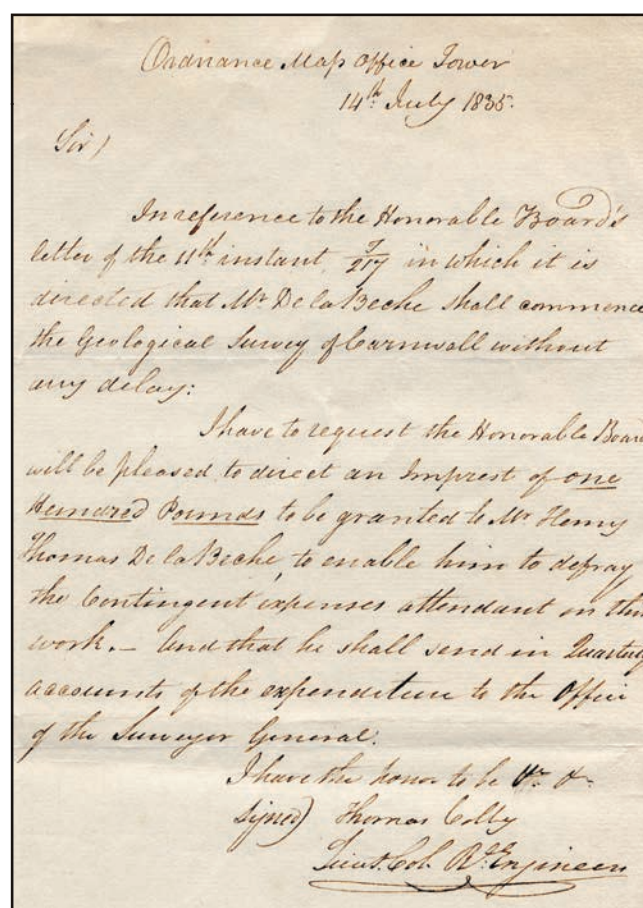 Ordnance Map Office Tower
14th July 1835.
Sir)
In reference to the Honorable Board's
letter of the 11th instant, in which it is
directed that Mr De la Beche shall commence
the Geological Survey of Cornwall without
any delay:
I have to request the Honorable Board
will be pleased to direct an Imprest of one
Hundred Pounds to be granted to Mr Henry
Thomas De la Beche, to enable him to defray
the Contingent expenses attendant on this
work. – And that he shall send in Quarterly
accounts of the expenditure to the Office
of the Surveyor General.
I have the honor to be
signed) Thomas Colby
Lieut. Col. Rl. Engineers